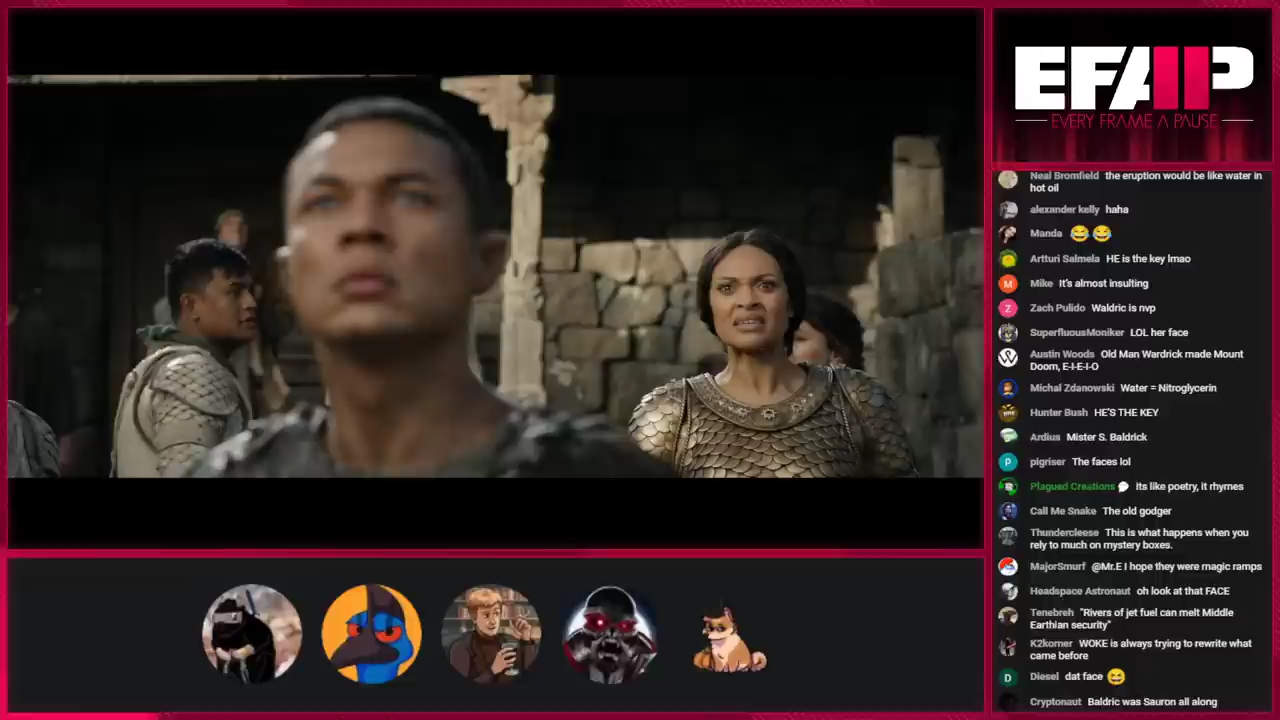 EFAP
EVERY FRAME A PAUSE
Neal Bromfield the eruption would be like water in
hot oil
alexander kelly haha
Manda 😂😂
Artturi Salmela HE is the key lmao
M
Mike It's almost insulting
Z
Zach Pulido Waldric is nvp
SuperfluousMoniker LOL her face
Austin Woods Old Man Wardrick made Mount
Doom, E-I-E-I-O
Michal Zdanowski Water = Nitroglycerin
Hunter Bush HE'S THE KEY
Ardius Mister S. Baldrick
P
pigriser The faces lol
Plagued Creations Its like poetry, it rhymes
Call Me Snake The old godger
Thundercleese This is what happens when you
rely to much on mystery boxes.
MajorSmurf @Mr.E I hope they were magic ramps
Headspace Astronaut oh look at that FACE
Tenebreh "Rivers of jet fuel can melt Middle
Earthian security"
K2korner WOKE is always trying to rewrite what
came before
D
Diesel dat face 😆
Cryptonaut Baldric was Sauron all along